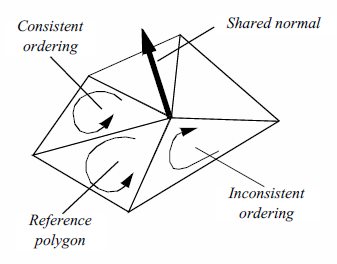 Consistent
ordering
Shared normal
Reference
polygon
Inconsistent
ordering